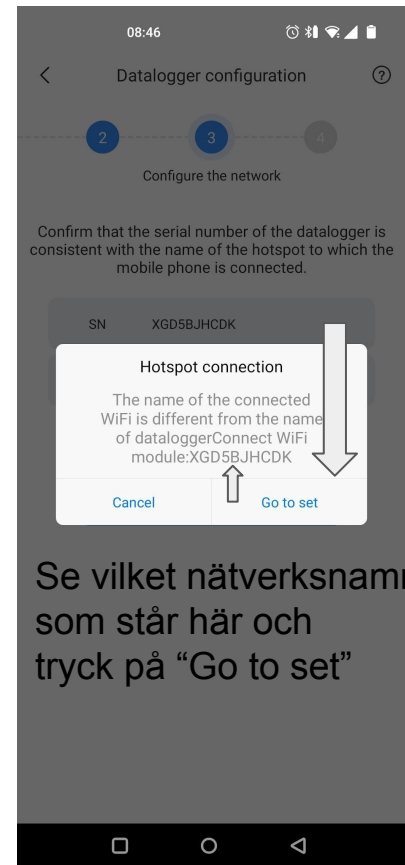 08:46
Datalogger configuration
2
3
4
Configure the network
Confirm that the serial number of the datalogger is
consistent with the name of the hotspot to which the
mobile phone is connected.
SN XGD5BJHCDK
Hotspot connection
The name of the connected
WiFi is different from the name
of dataloggerConnect WiFi
module:XGD5BJHCDK
Cancel Go to set
Se vilket nätverksnamn
som står här och
tryck på “Go to set”